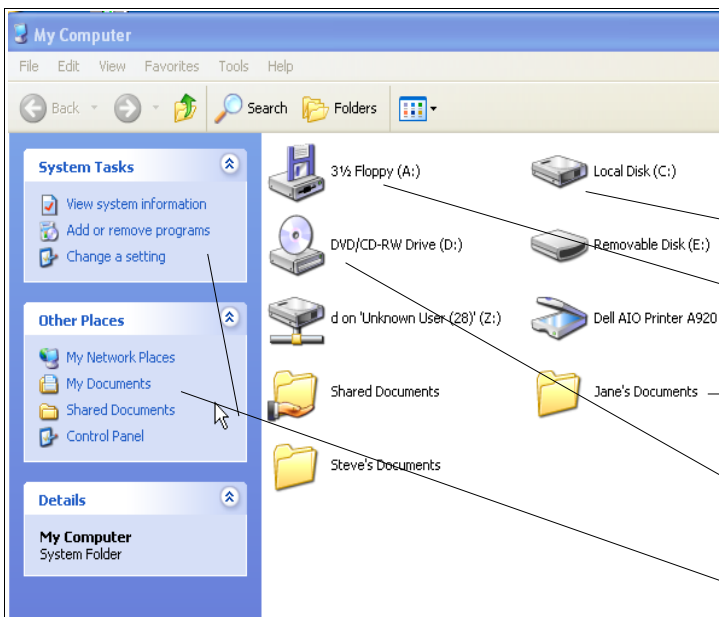 My Computer
File Edit View Favorites Tools Help
Back Search Folders
System Tasks
View system information
Add or remove programs
Change a setting
Other Places
My Network Places
My Documents
Shared Documents
Control Panel
Details
My Computer
System Folder
3½ Floppy (A:) Local Disk (C:)
DVD/CD-RW Drive (D:) Removable Disk (E:)
d on 'Unknown User (28)' (Z:) Dell AIO Printer A920
Shared Documents Jane's Documents
Steve's Documents